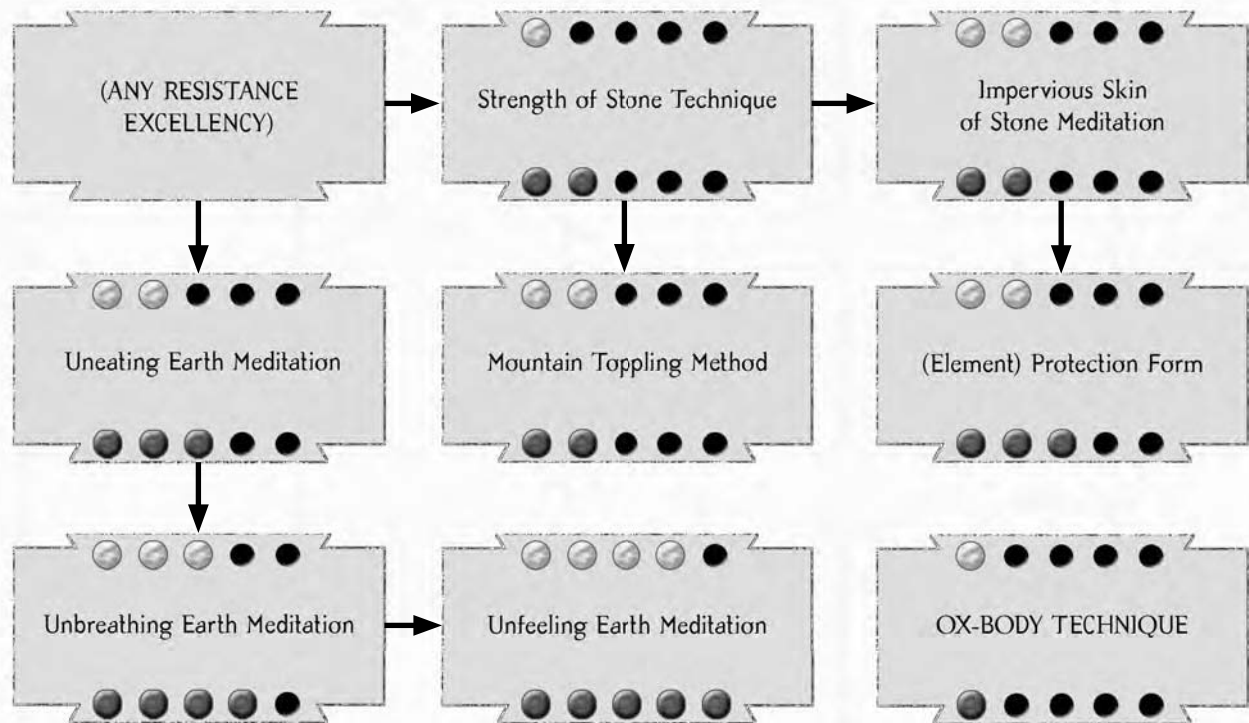 (ANY RESISTANCE
EXCELLENCY)
Strength of Stone Technique
Impervious Skin
of Stone Meditation
Uneating Earth Meditation
Mountain Toppling Method
(Element) Protection Form
Unbreathing Earth Meditation
Unfeeling Earth Meditation
OX-BODY TECHNIQUE